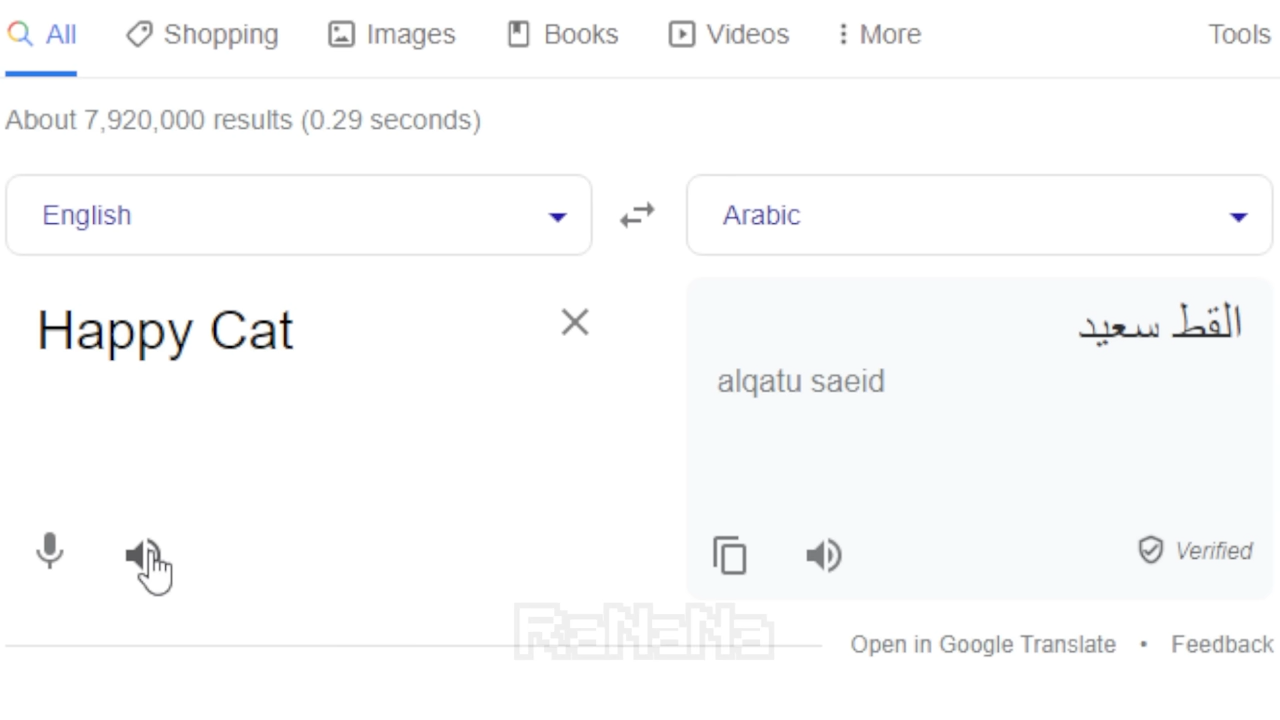 All Shopping Images Books Videos More Tools
About 7,920,000 results (0.29 seconds)
English Arabic
Happy Cat
القط سعيد
alqatu saeid
Verified
RaNaNa
Open in Google Translate • Feedback